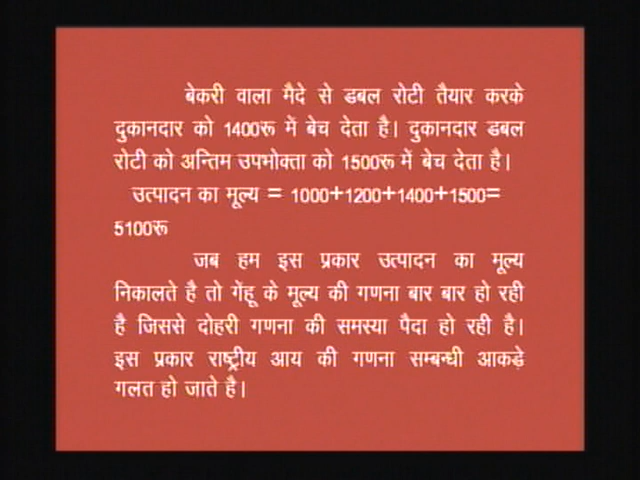 बेकरी वाला मैदे से डबल रोटी तैयार करके
दुकानदार को 1400रू में बेच देता है। दुकानदार डबल
रोटी को अन्तिम उपभोक्ता को 1500रू में बेच देता है।
उत्पादन का मूल्य = 1000+1200+1400+1500=
5100रू
जब हम इस प्रकार उत्पादन का मूल्य
निकालते है तो गेंहू के मूल्य की गणना बार बार हो रही
है जिससे दोहरी गणना की समस्या पैदा हो रही है।
इस प्रकार राष्ट्रीय आय की गणना सम्बन्धी आकड़े
गलत हो जाते है।